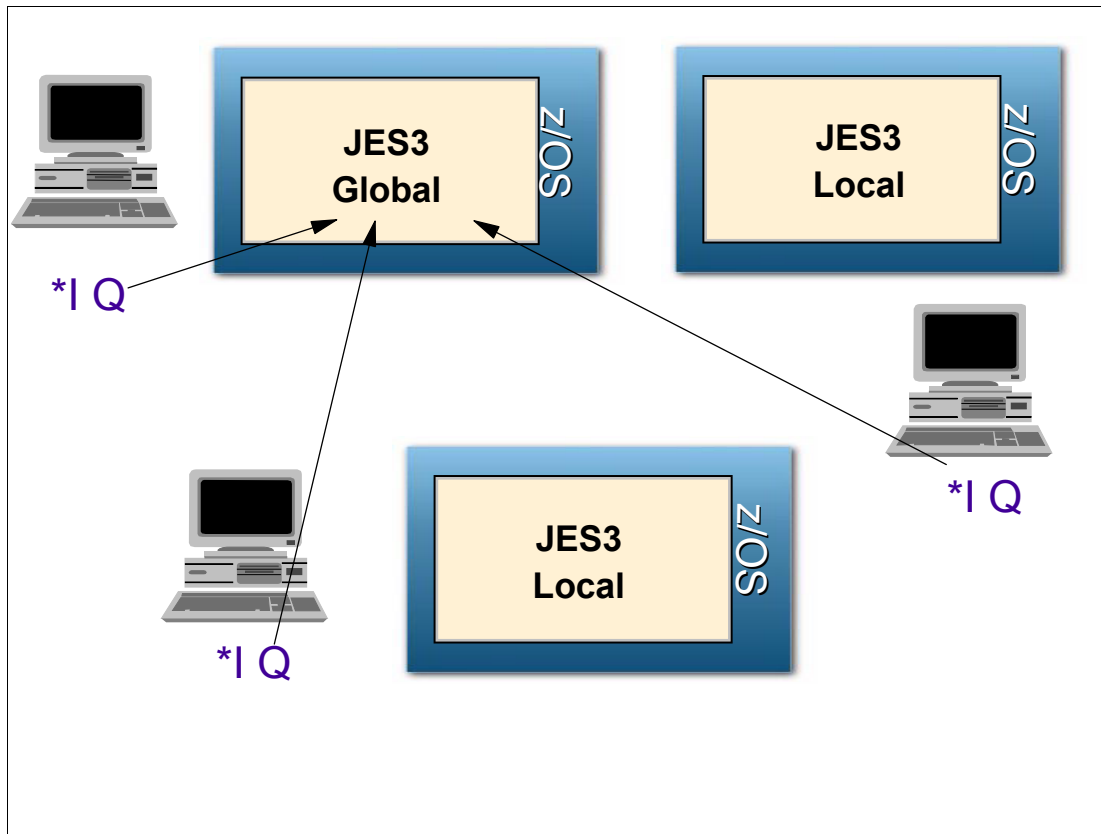 JES3
Global
z/OS
JES3
Local
z/OS
*I Q
*I Q
JES3
Local
z/OS
*I Q